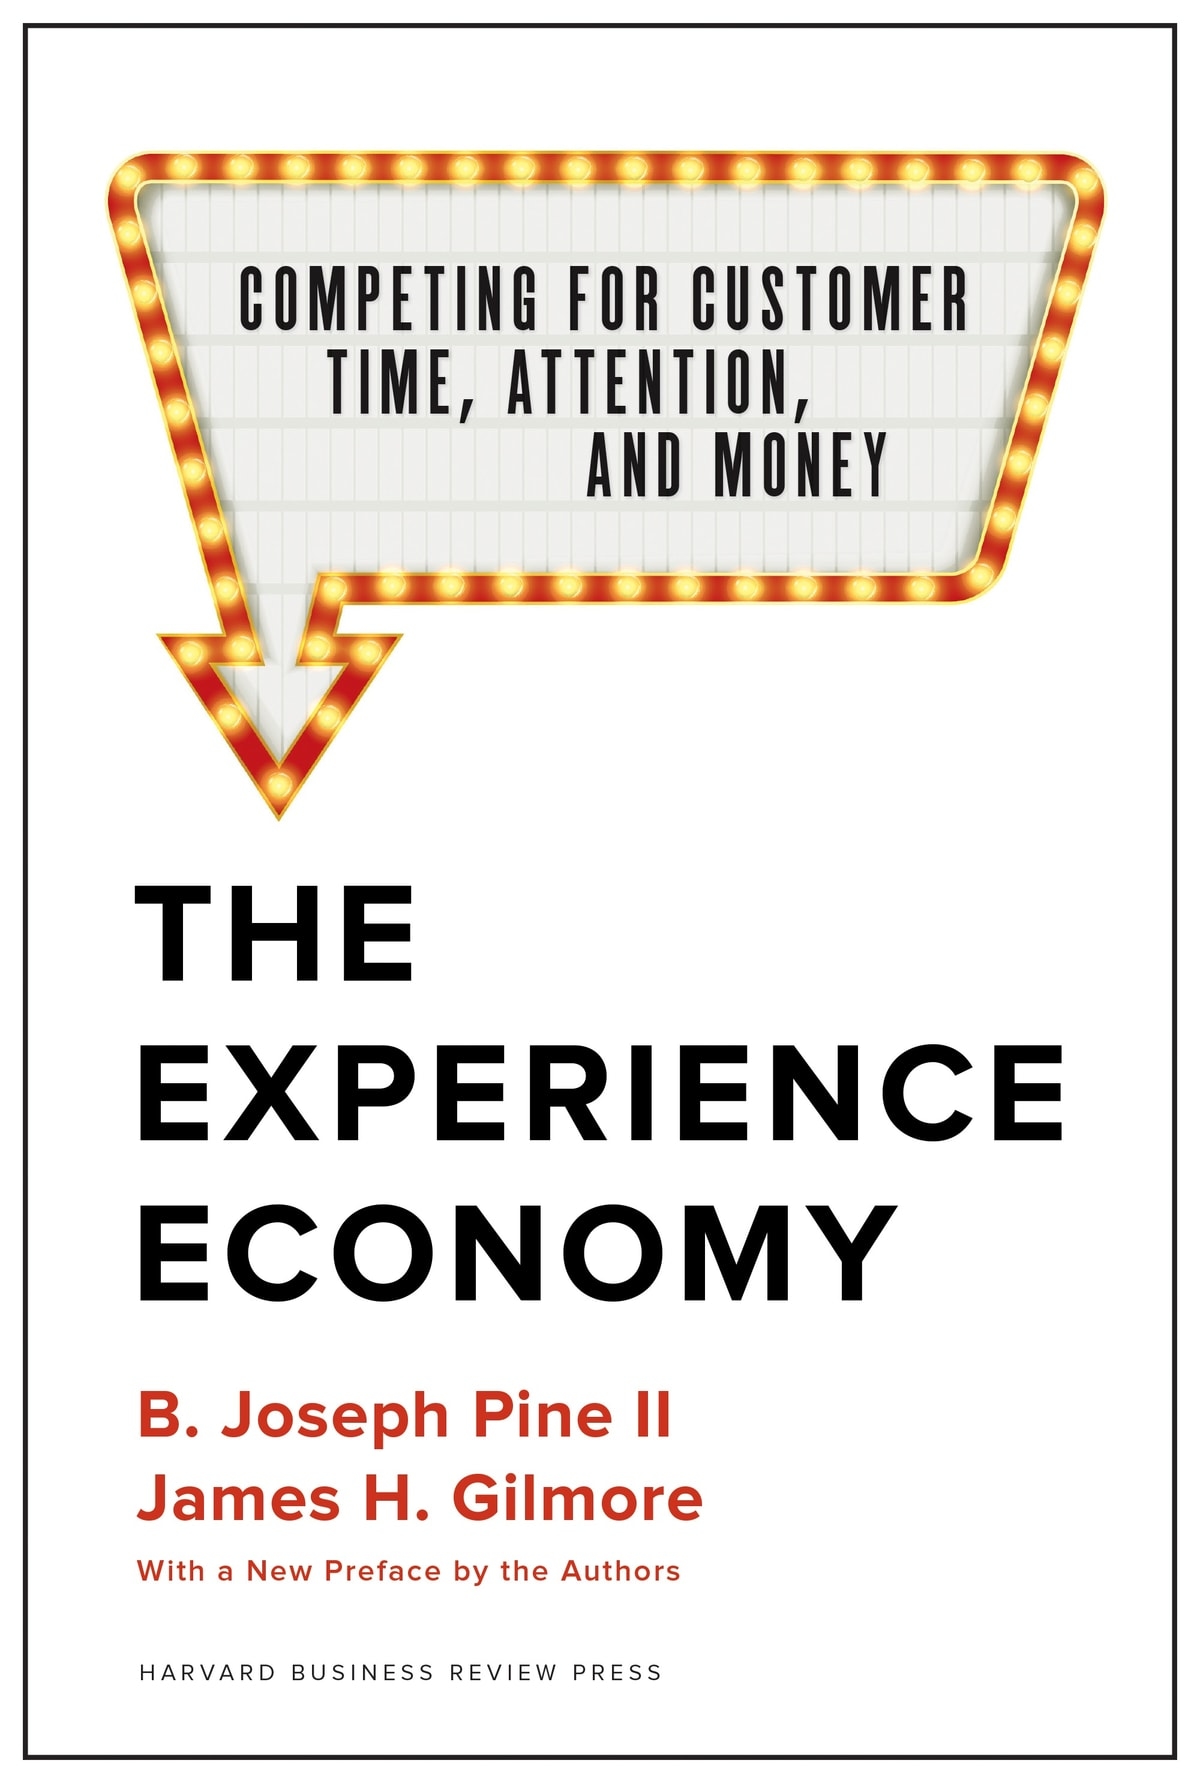 COMPETING FOR CUSTOMER
TIME, ATTENTION,
AND MONEY
THE
EXPERIENCE
ECONOMY
B. Joseph Pine II
James H. Gilmore
With a New Preface by the Authors
HARVARD BUSINESS REVIEW PRESS